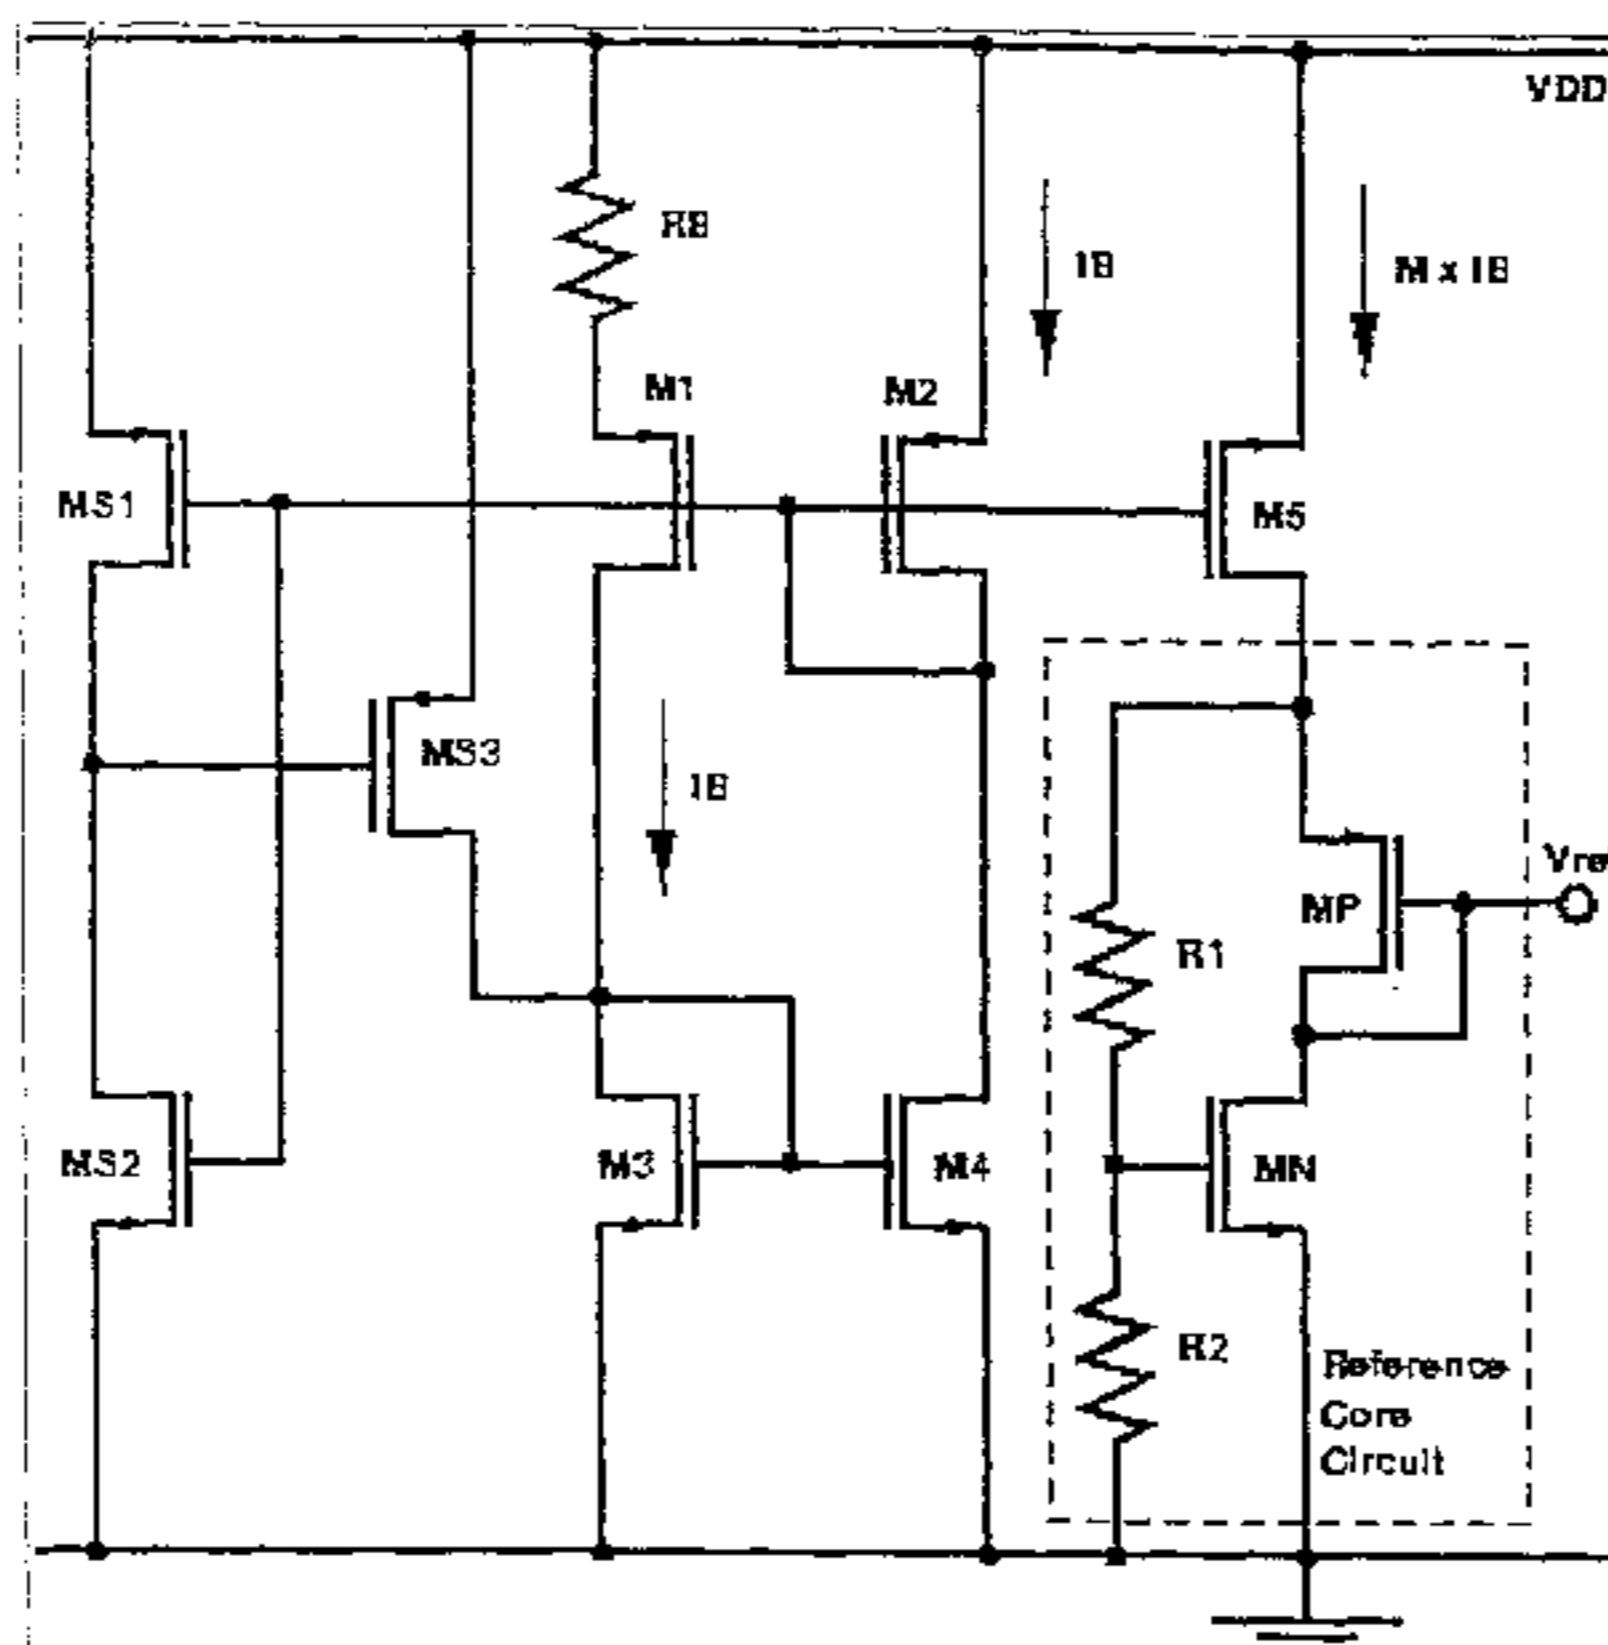 VDD
RB
IB
M x IB
M1
M2
MS1
M5
MS3
IB
MP
R1
MS2
M3
M4
MN
R2
Reference
Core
Circuit